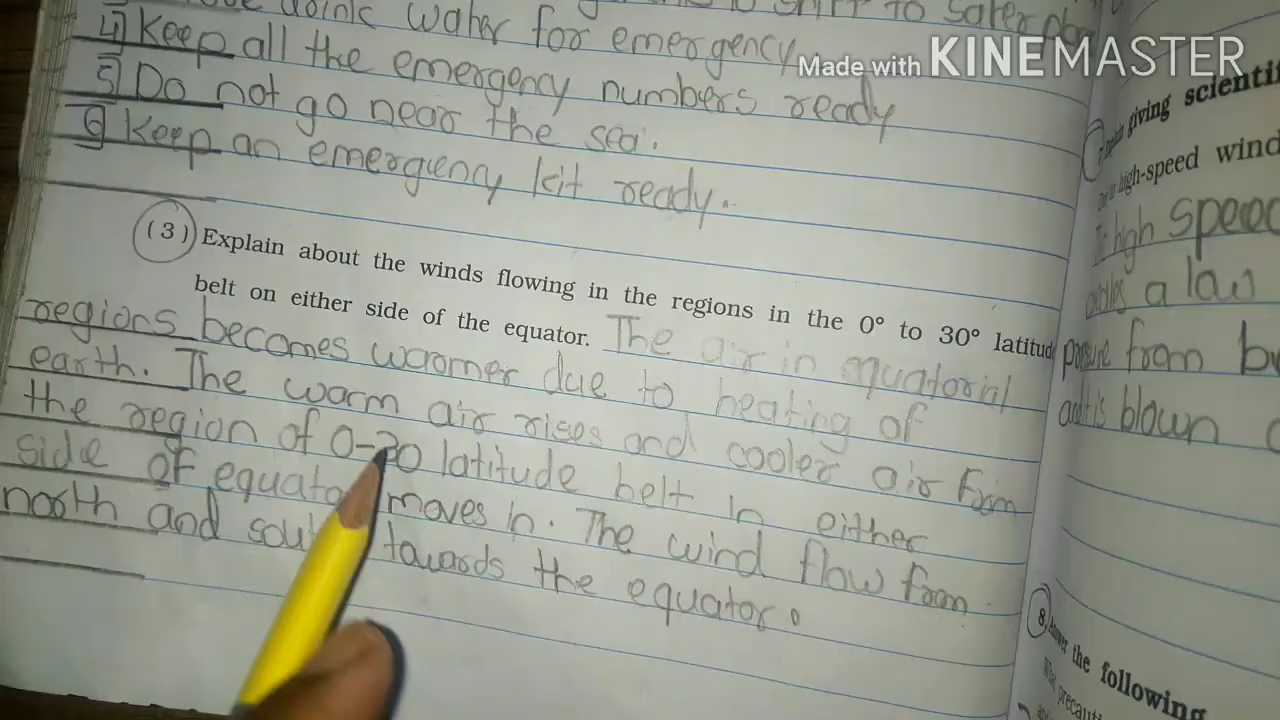 drink water for emergency
Made with KINEMASTER
4) Keep all the emergency numbers ready
5) Do not go near the sea.
6) Keep an emergency kit ready.
(3) Explain about the winds flowing in the regions in the 0° to 30° latitude
belt on either side of the equator. The air in equatorial
regions becomes warmer due to heating of
earth. The warm air rises and cooler air from
the region of 0-30 latitude belt in either
side of equator moves in. The wind flow from
north and south towards the equator.
giving
high-speed wind
high speed
a law
from
and is blown
8. Answer the following